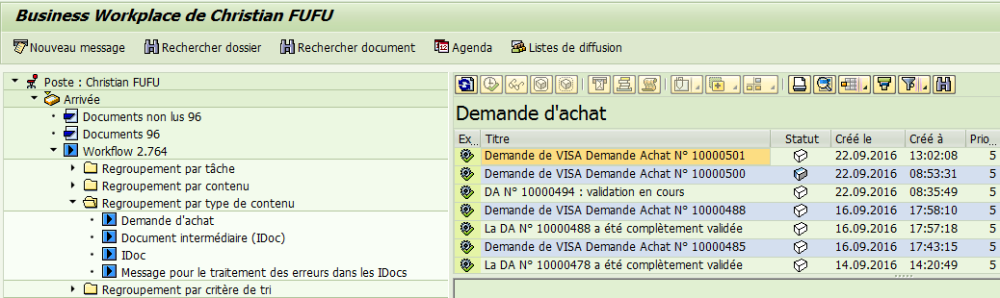 Business Workplace de Christian FUFU
Nouveau message Rechercher dossier Rechercher document Agenda Listes de diffusion
Poste : Christian FUFU
Arrivée
Documents non lus 96
Documents 96
Workflow 2.764
Regroupement par tâche
Regroupement par contenu
Regroupement par type de contenu
Demande d'achat
Document intermédiaire (IDoc)
IDoc
Message pour le traitement des erreurs dans les IDocs
Regroupement par critère de tri
Demande d'achat
Ex... Titre Statut Créé le Créé à Prio...
Demande de VISA Demande Achat N° 10000501 22.09.2016 13:02:08 5
Demande de VISA Demande Achat N° 10000500 22.09.2016 08:53:31 5
DA N° 10000494 : validation en cours 22.09.2016 08:35:49 5
Demande de VISA Demande Achat N° 10000488 16.09.2016 17:58:10 5
La DA N° 10000488 a été complètement validée 16.09.2016 17:57:18 5
Demande de VISA Demande Achat N° 10000485 16.09.2016 17:43:15 5
La DA N° 10000478 a été complètement validée 14.09.2016 14:20:49 5